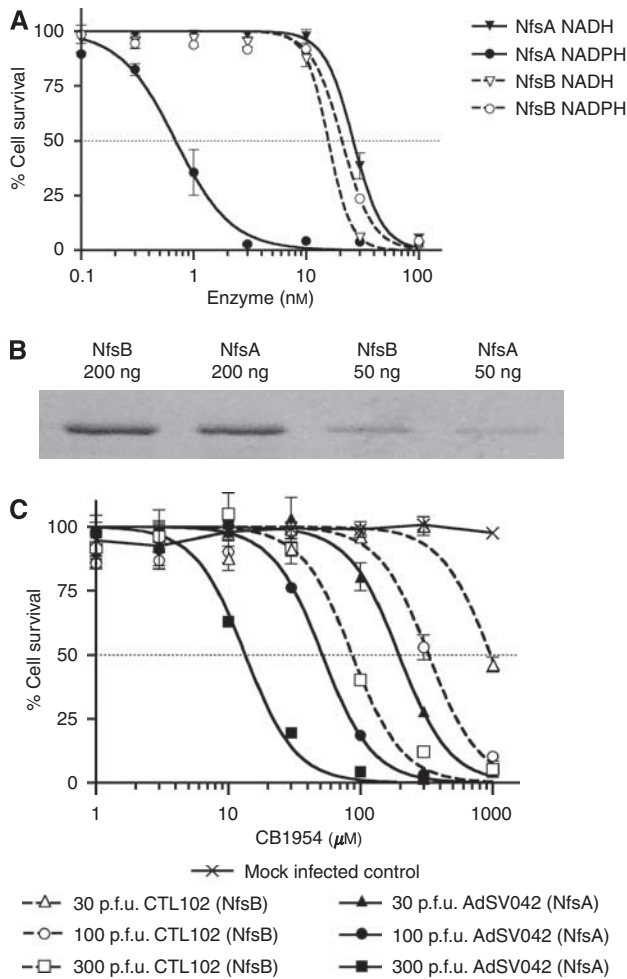 A
% Cell survival
100
75
50
25
0
0.1 1 10 100
Enzyme (nM)
NfsA NADH
NfsA NADPH
NfsB NADH
NfsB NADPH
B
NfsB NfsA NfsB NfsA
200 ng 200 ng 50 ng 50 ng
C
% Cell survival
100
75
50
25
0
1 10 100 1000
CB1954 (μM)
Mock infected control
30 p.f.u. CTL102 (NfsB)
30 p.f.u. AdSV042 (NfsA)
100 p.f.u. CTL102 (NfsB)
100 p.f.u. AdSV042 (NfsA)
300 p.f.u. CTL102 (NfsB)
300 p.f.u. AdSV042 (NfsA)